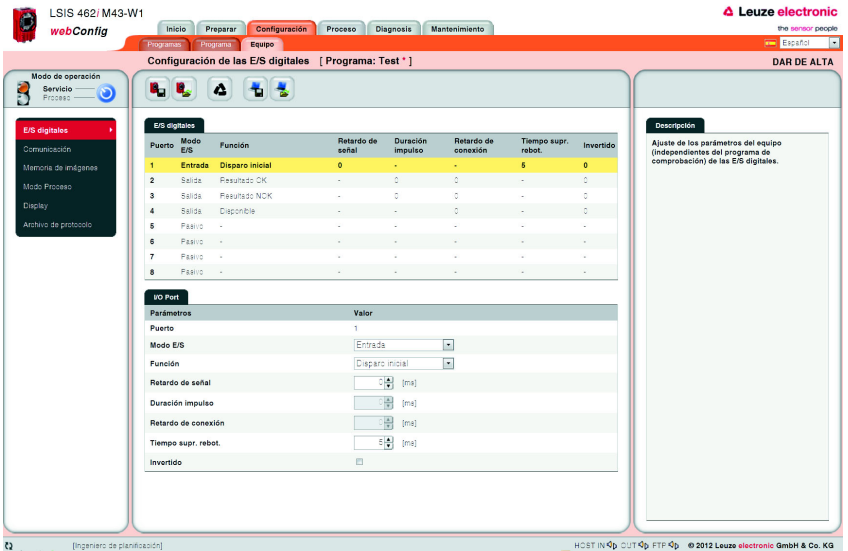 LSIS 462i M43-W1
webConfig
Leuze electronic
the sensor people
Inicio Preparar Configuración Proceso Diagnosis Mantenimiento
Programas Programa Equipo
Español
Configuración de las E/S digitales [ Programa: Test * ]
DAR DE ALTA
Modo de operación
Servicio
Proceso
E/S digitales
Comunicación
Memoria de imágenes
Modo Proceso
Display
Archivo de protocolo
E/S digitales
Puerto Modo E/S Función Retardo de señal Duración impulso Retardo de conexión Tiempo supr. rebot. Invertido
1 Entrada Disparo inicial 0 - - 5 0
2 Salida Resultado OK - 0 0 - 0
3 Salida Resultado NOK - 0 0 - 0
4 Salida Disponible - 0 0 - 0
5 Pasivo - - - - - -
6 Pasivo - - - - - -
7 Pasivo - - - - - -
8 Pasivo - - - - - -
I/O Port
Parámetros Valor
Puerto 1
Modo E/S Entrada
Función Disparo inicial
Retardo de señal 0 [ms]
Duración impulso 0 [ms]
Retardo de conexión 0 [ms]
Tiempo supr. rebot. 5 [ms]
Invertido
Descripción
Ajuste de los parámetros del equipo
(independientes del programa de
comprobación) de las E/S digitales.
[Ingeniero de planificación]
HOST IN OUT FTP © 2012 Leuze electronic GmbH & Co. KG